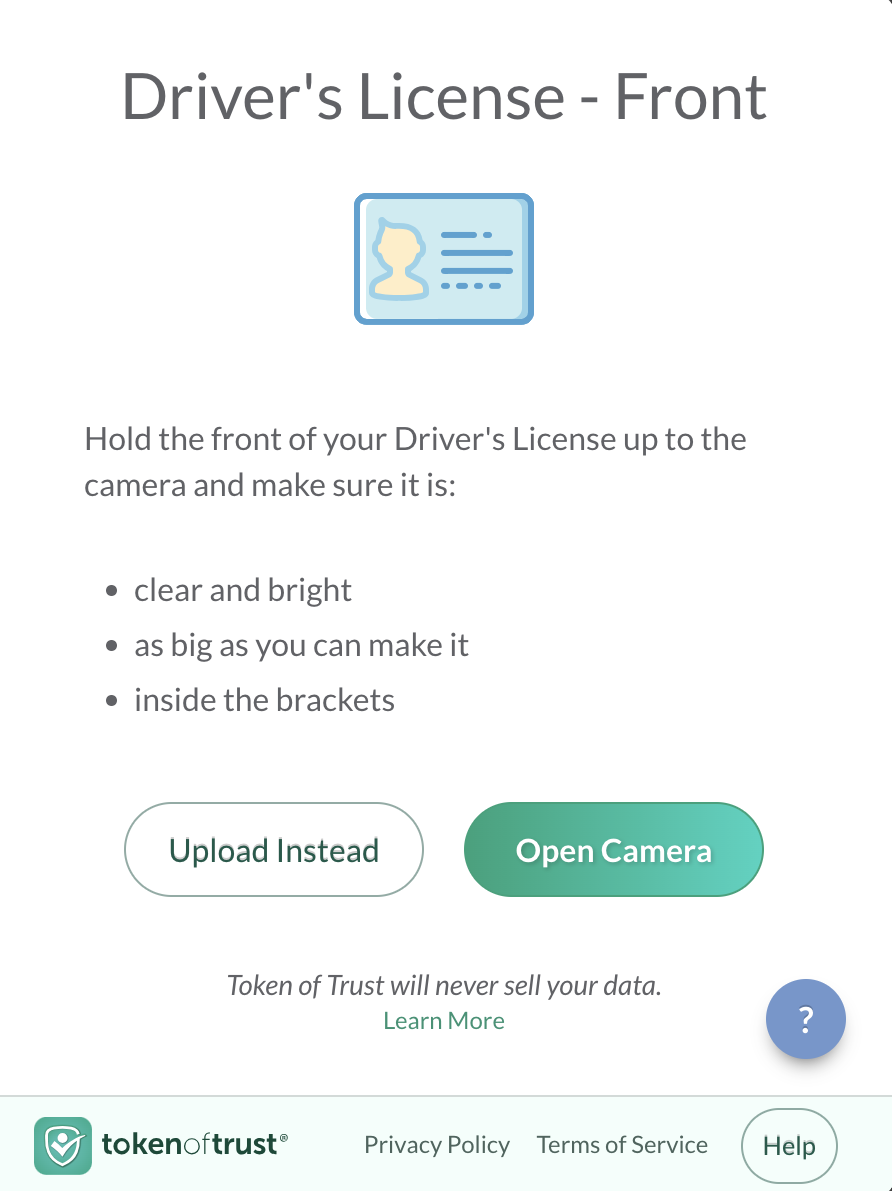 Driver's License - Front
Hold the front of your Driver's License up to the
camera and make sure it is:
• clear and bright
• as big as you can make it
• inside the brackets
Upload Instead
Open Camera
Token of Trust will never sell your data.
Learn More
?
tokenoftrust®
Privacy Policy
Terms of Service
Help